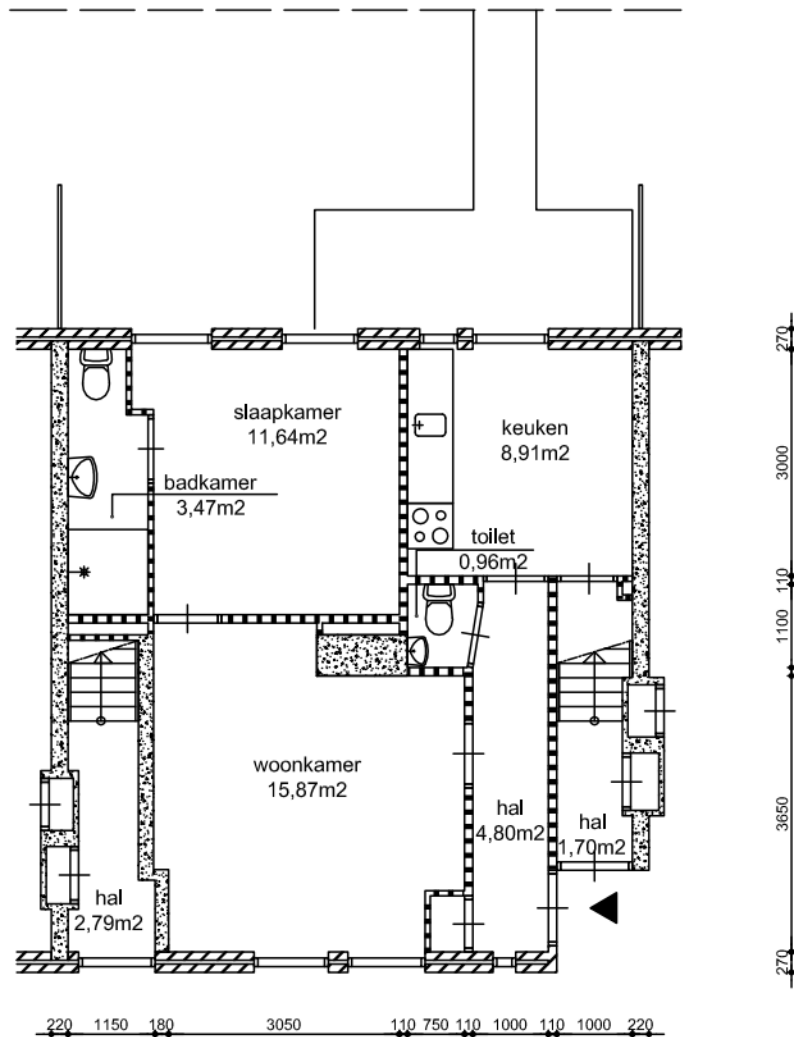 slaapkamer
11,64m2
keuken
8,91m2
badkamer
3,47m2
toilet
0,96m2
woonkamer
15,87m2
hal
4,80m2
hal
1,70m2
hal
2,79m2
270
3000
110
1100
3650
270
220 1150 180 3050 110 750 110 1000 110 1000 220